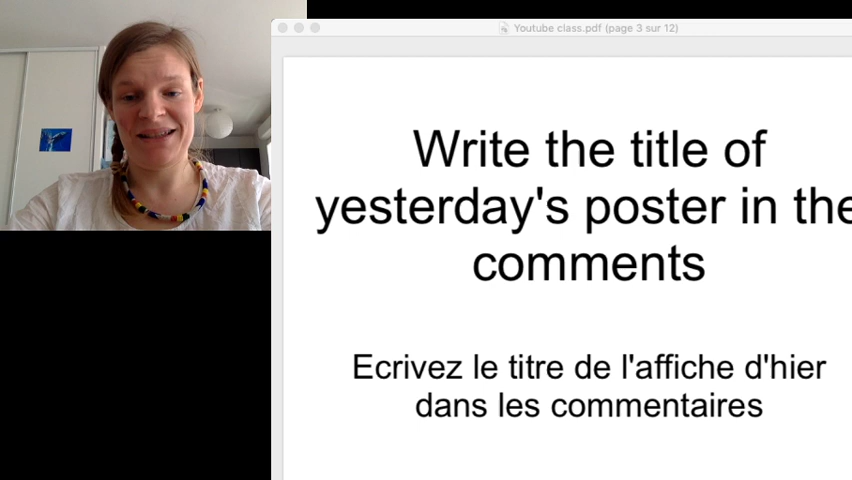 Youtube class.pdf (page 3 sur 12)
Write the title of
yesterday's poster in the
comments
Ecrivez le titre de l'affiche d'hier
dans les commentaires